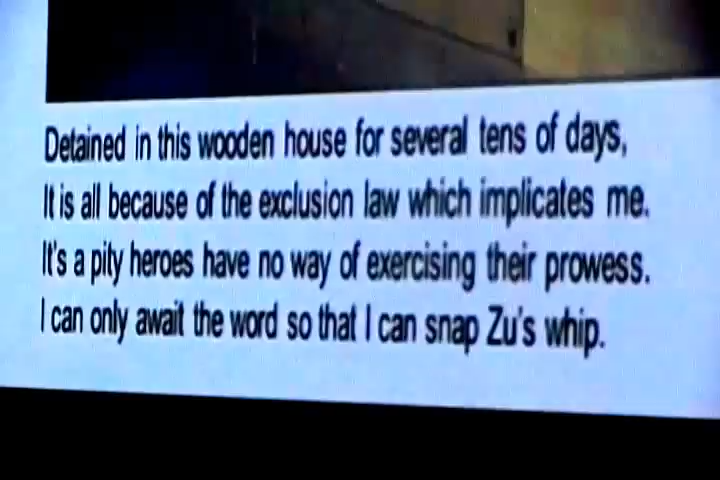 Detained in this wooden house for several tens of days,
It is all because of the exclusion law which implicates me.
It's a pity heroes have no way of exercising their prowess.
I can only await the word so that I can snap Zu's whip.